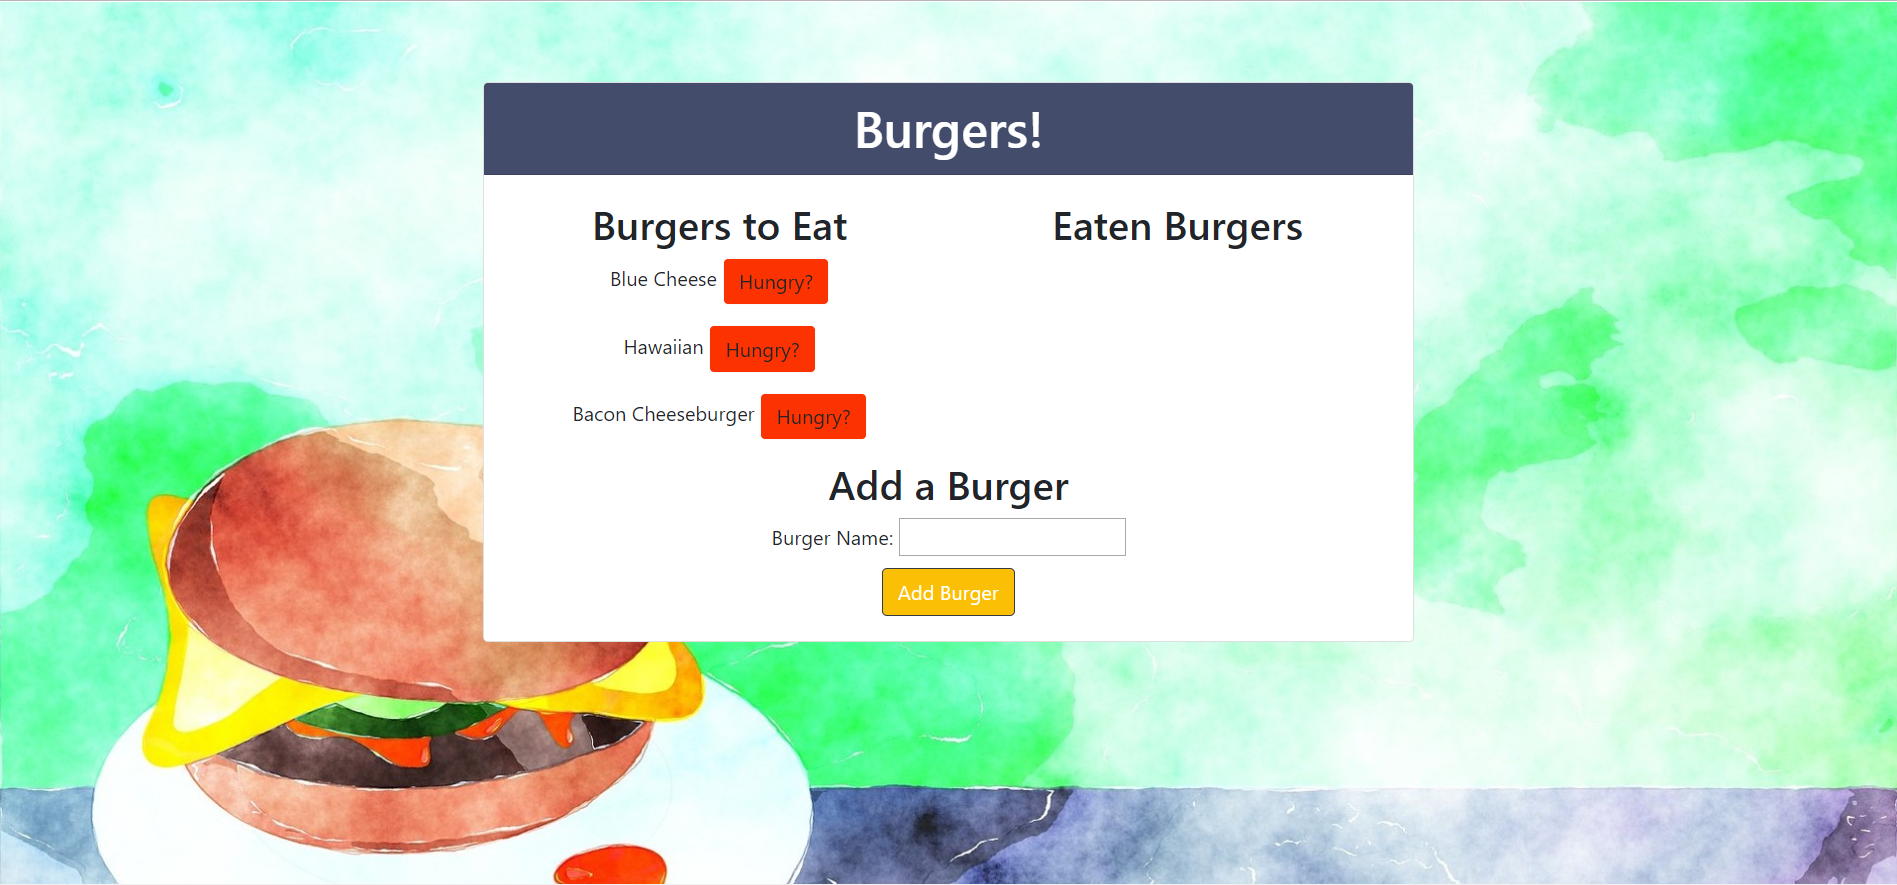 Burgers!
Burgers to Eat
Blue Cheese Hungry?
Hawaiian Hungry?
Bacon Cheeseburger Hungry?
Eaten Burgers
Add a Burger
Burger Name:
Add Burger